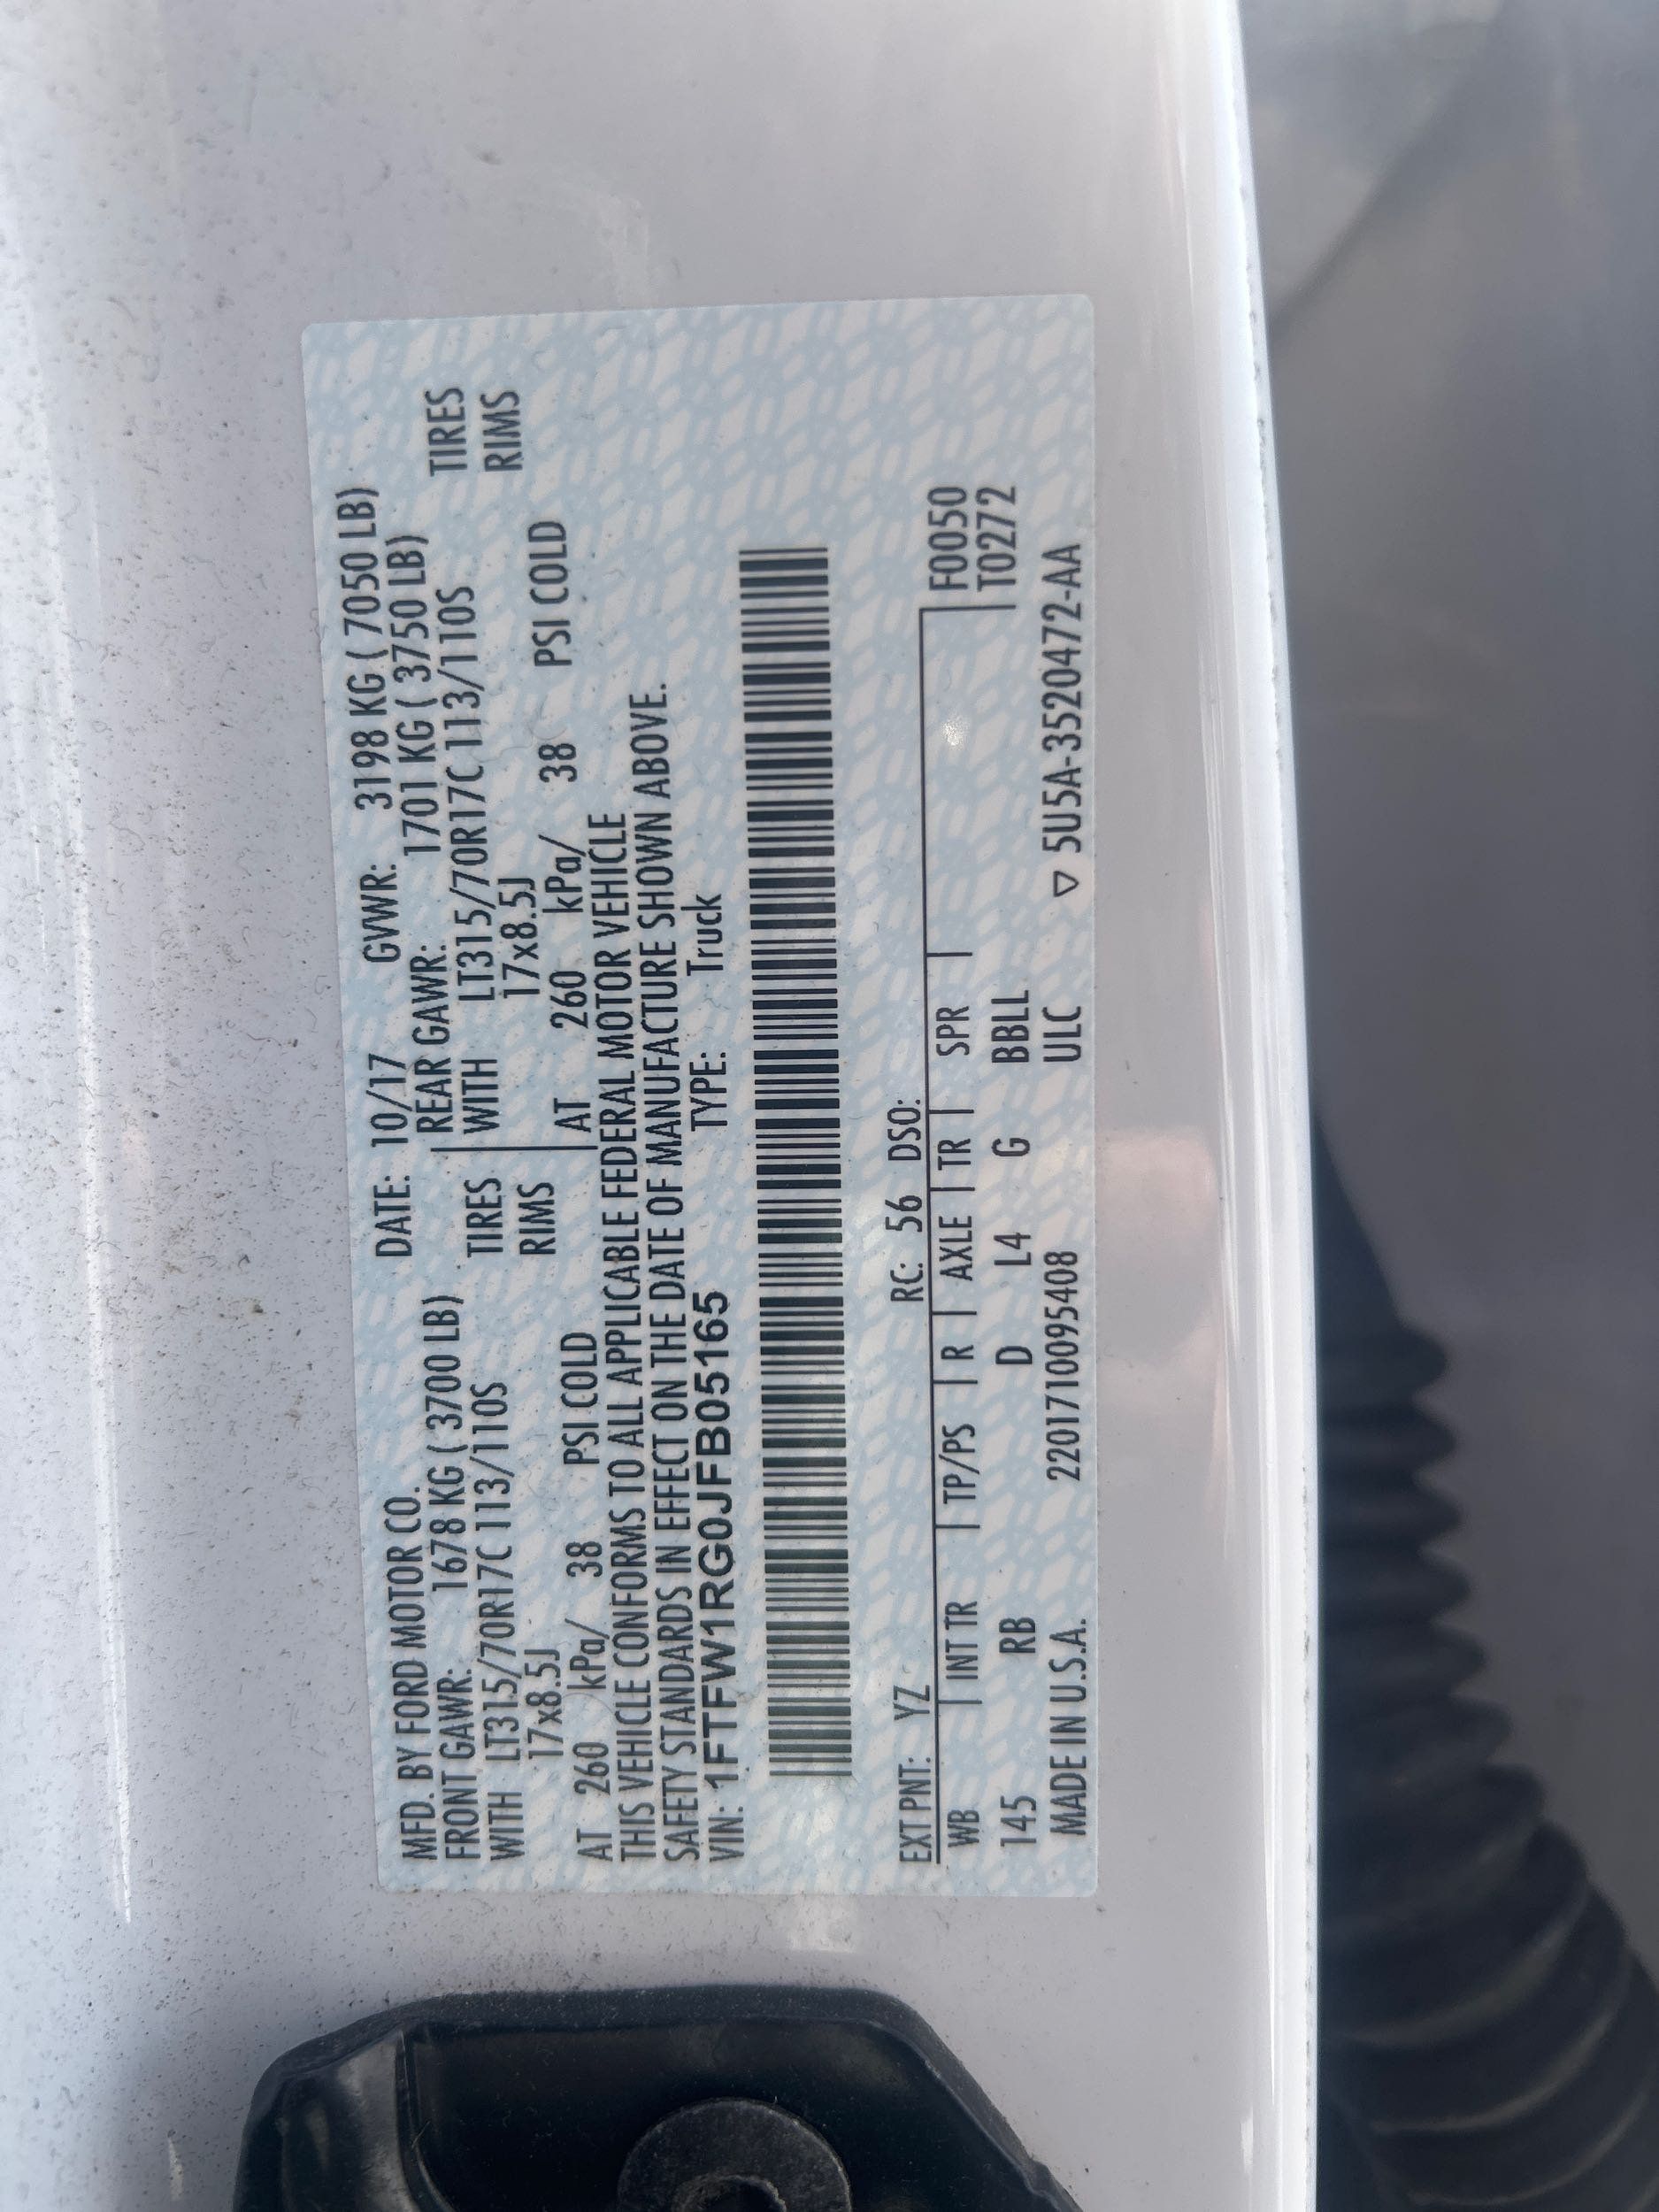 MFD. BY FORD MOTOR CO. DATE: 10/17 GVWR: 3198 KG ( 7050 LB)
FRONT GAWR: 1678 KG ( 3700 LB) REAR GAWR: 1701 KG ( 3750 LB)
WITH LT315/70R17C 113/110S TIRES WITH LT315/70R17C 113/110S TIRES
17x8.5J RIMS 17x8.5J RIMS
AT 260 kPa/ 38 PSI COLD AT 260 kPa/ 38 PSI COLD
THIS VEHICLE CONFORMS TO ALL APPLICABLE FEDERAL MOTOR VEHICLE
SAFETY STANDARDS IN EFFECT ON THE DATE OF MANUFACTURE SHOWN ABOVE.
VIN: 1FTFW1RG0JFB05165 TYPE: Truck
EXT PNT: YZ RC: 56 DSO:
WB | INT TR | TP/PS | R | AXLE | TR | SPR | F0050
145 RB D L4 G BBLL T0272
MADE IN U.S.A. 2201710095408 ULC ▽ 5U5A-3520472-AA